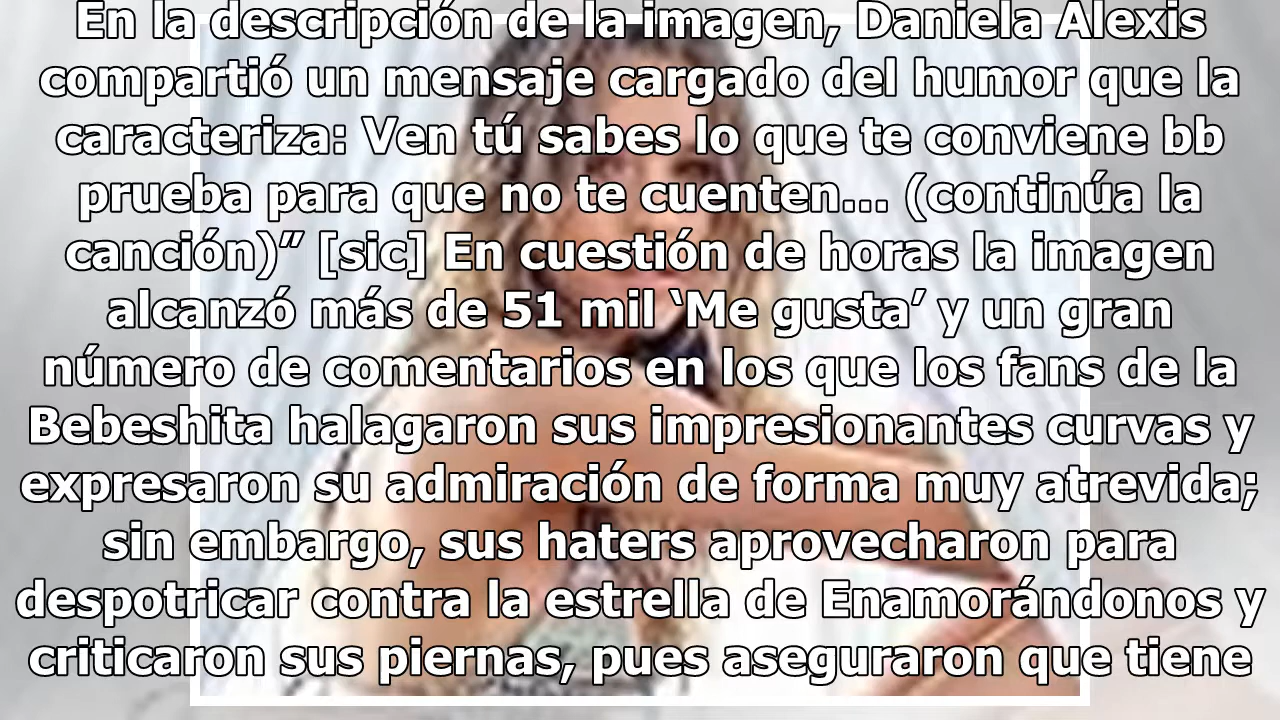 En la descripción de la imagen, Daniela Alexis
compartió un mensaje cargado del humor que la
caracteriza: Ven tú sabes lo que te conviene bb
prueba para que no te cuenten... (continúa la
canción)” [sic] En cuestión de horas la imagen
alcanzó más de 51 mil ‘Me gusta’ y un gran
número de comentarios en los que los fans de la
Bebeshita halagaron sus impresionantes curvas y
expresaron su admiración de forma muy atrevida;
sin embargo, sus haters aprovecharon para
despotricar contra la estrella de Enamorándonos y
criticaron sus piernas, pues aseguraron que tiene